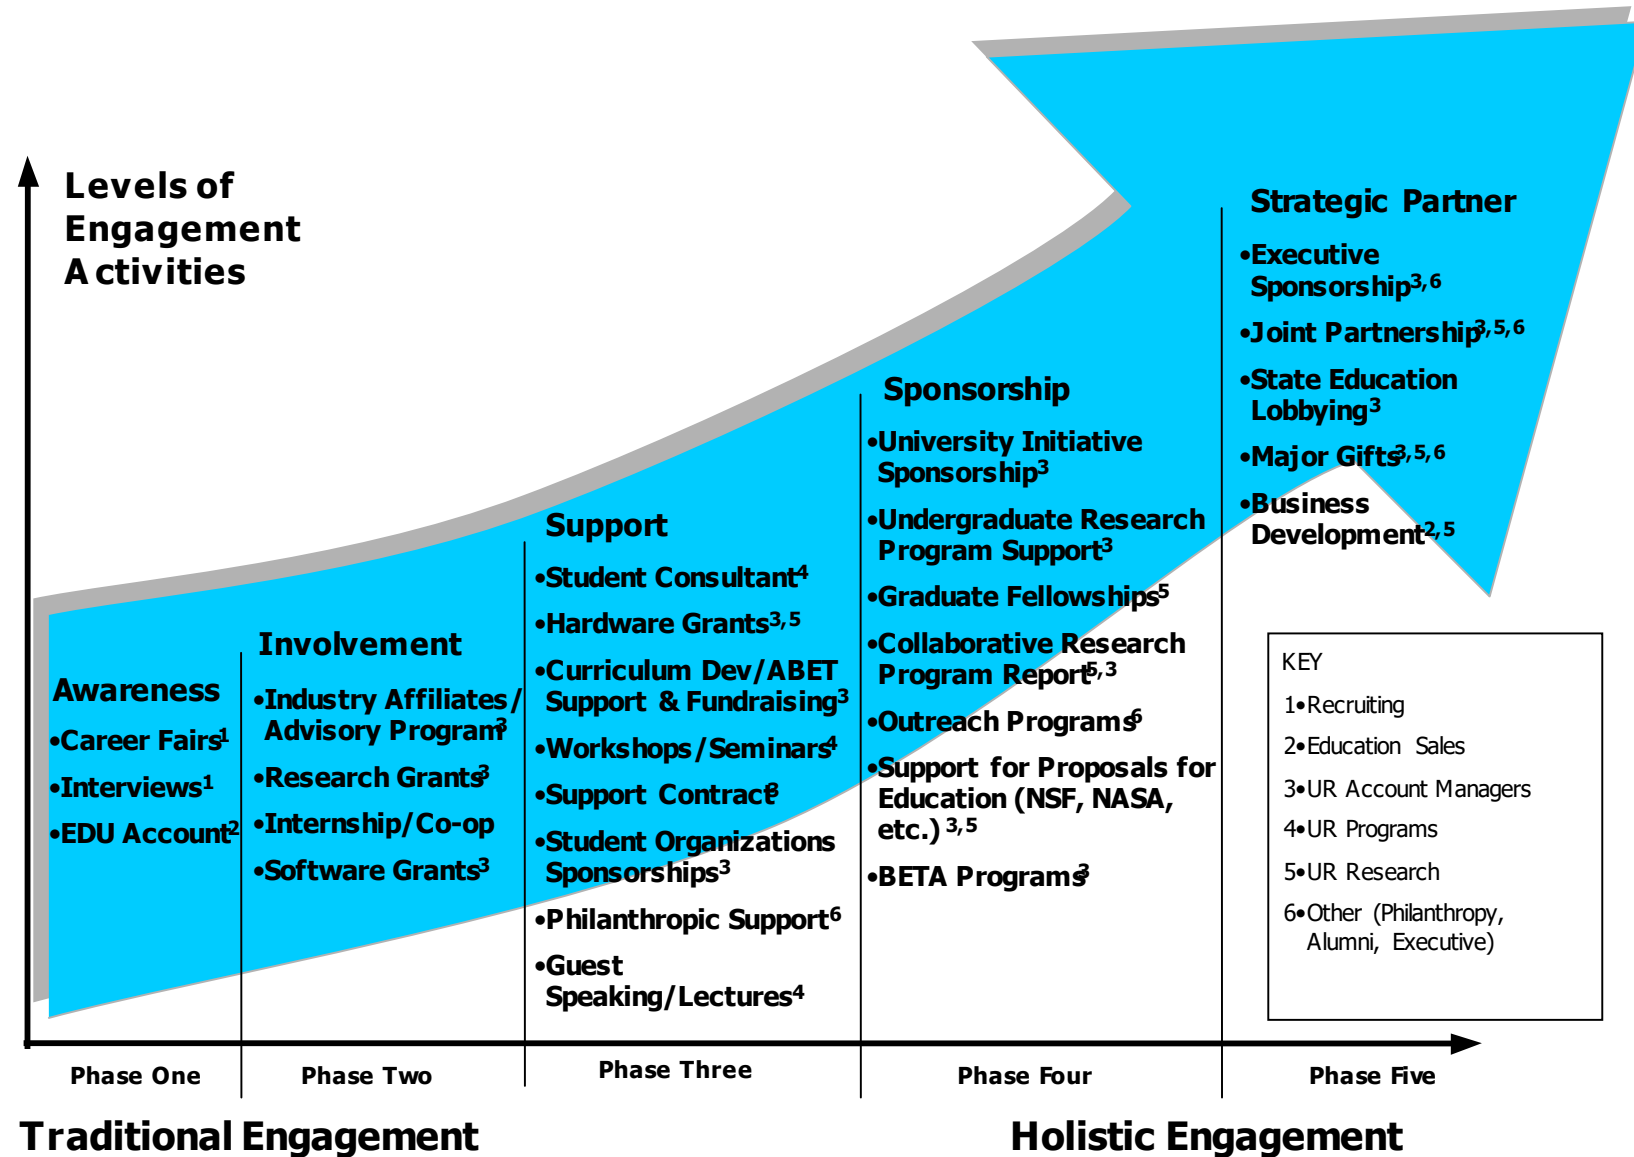 Levels of
Engagement
Activities
Awareness
•Career Fairs1
•Interviews1
•EDU Account2
Involvement
•Industry Affiliates/
Advisory Program3
•Research Grants3
•Internship/Co-op
•Software Grants3
Support
•Student Consultant4
•Hardware Grants3,5
•Curriculum Dev/ABET
Support & Fundraising3
•Workshops/Seminars4
•Support Contract3
•Student Organizations
Sponsorships3
•Philanthropic Support6
•Guest
Speaking/Lectures4
Sponsorship
•University Initiative
Sponsorship3
•Undergraduate Research
Program Support3
•Graduate Fellowships5
•Collaborative Research
Program Report5,3
•Outreach Programs6
•Support for Proposals for
Education (NSF, NASA,
etc.) 3,5
•BETA Programs3
Strategic Partner
•Executive
Sponsorship3,6
•Joint Partnership3,5,6
•State Education
Lobbying3
•Major Gifts3,5,6
•Business
Development2,5
KEY
1•Recruiting
2•Education Sales
3•UR Account Managers
4•UR Programs
5•UR Research
6•Other (Philanthropy,
Alumni, Executive)
Phase One
Phase Two
Phase Three
Phase Four
Phase Five
Traditional Engagement
Holistic Engagement